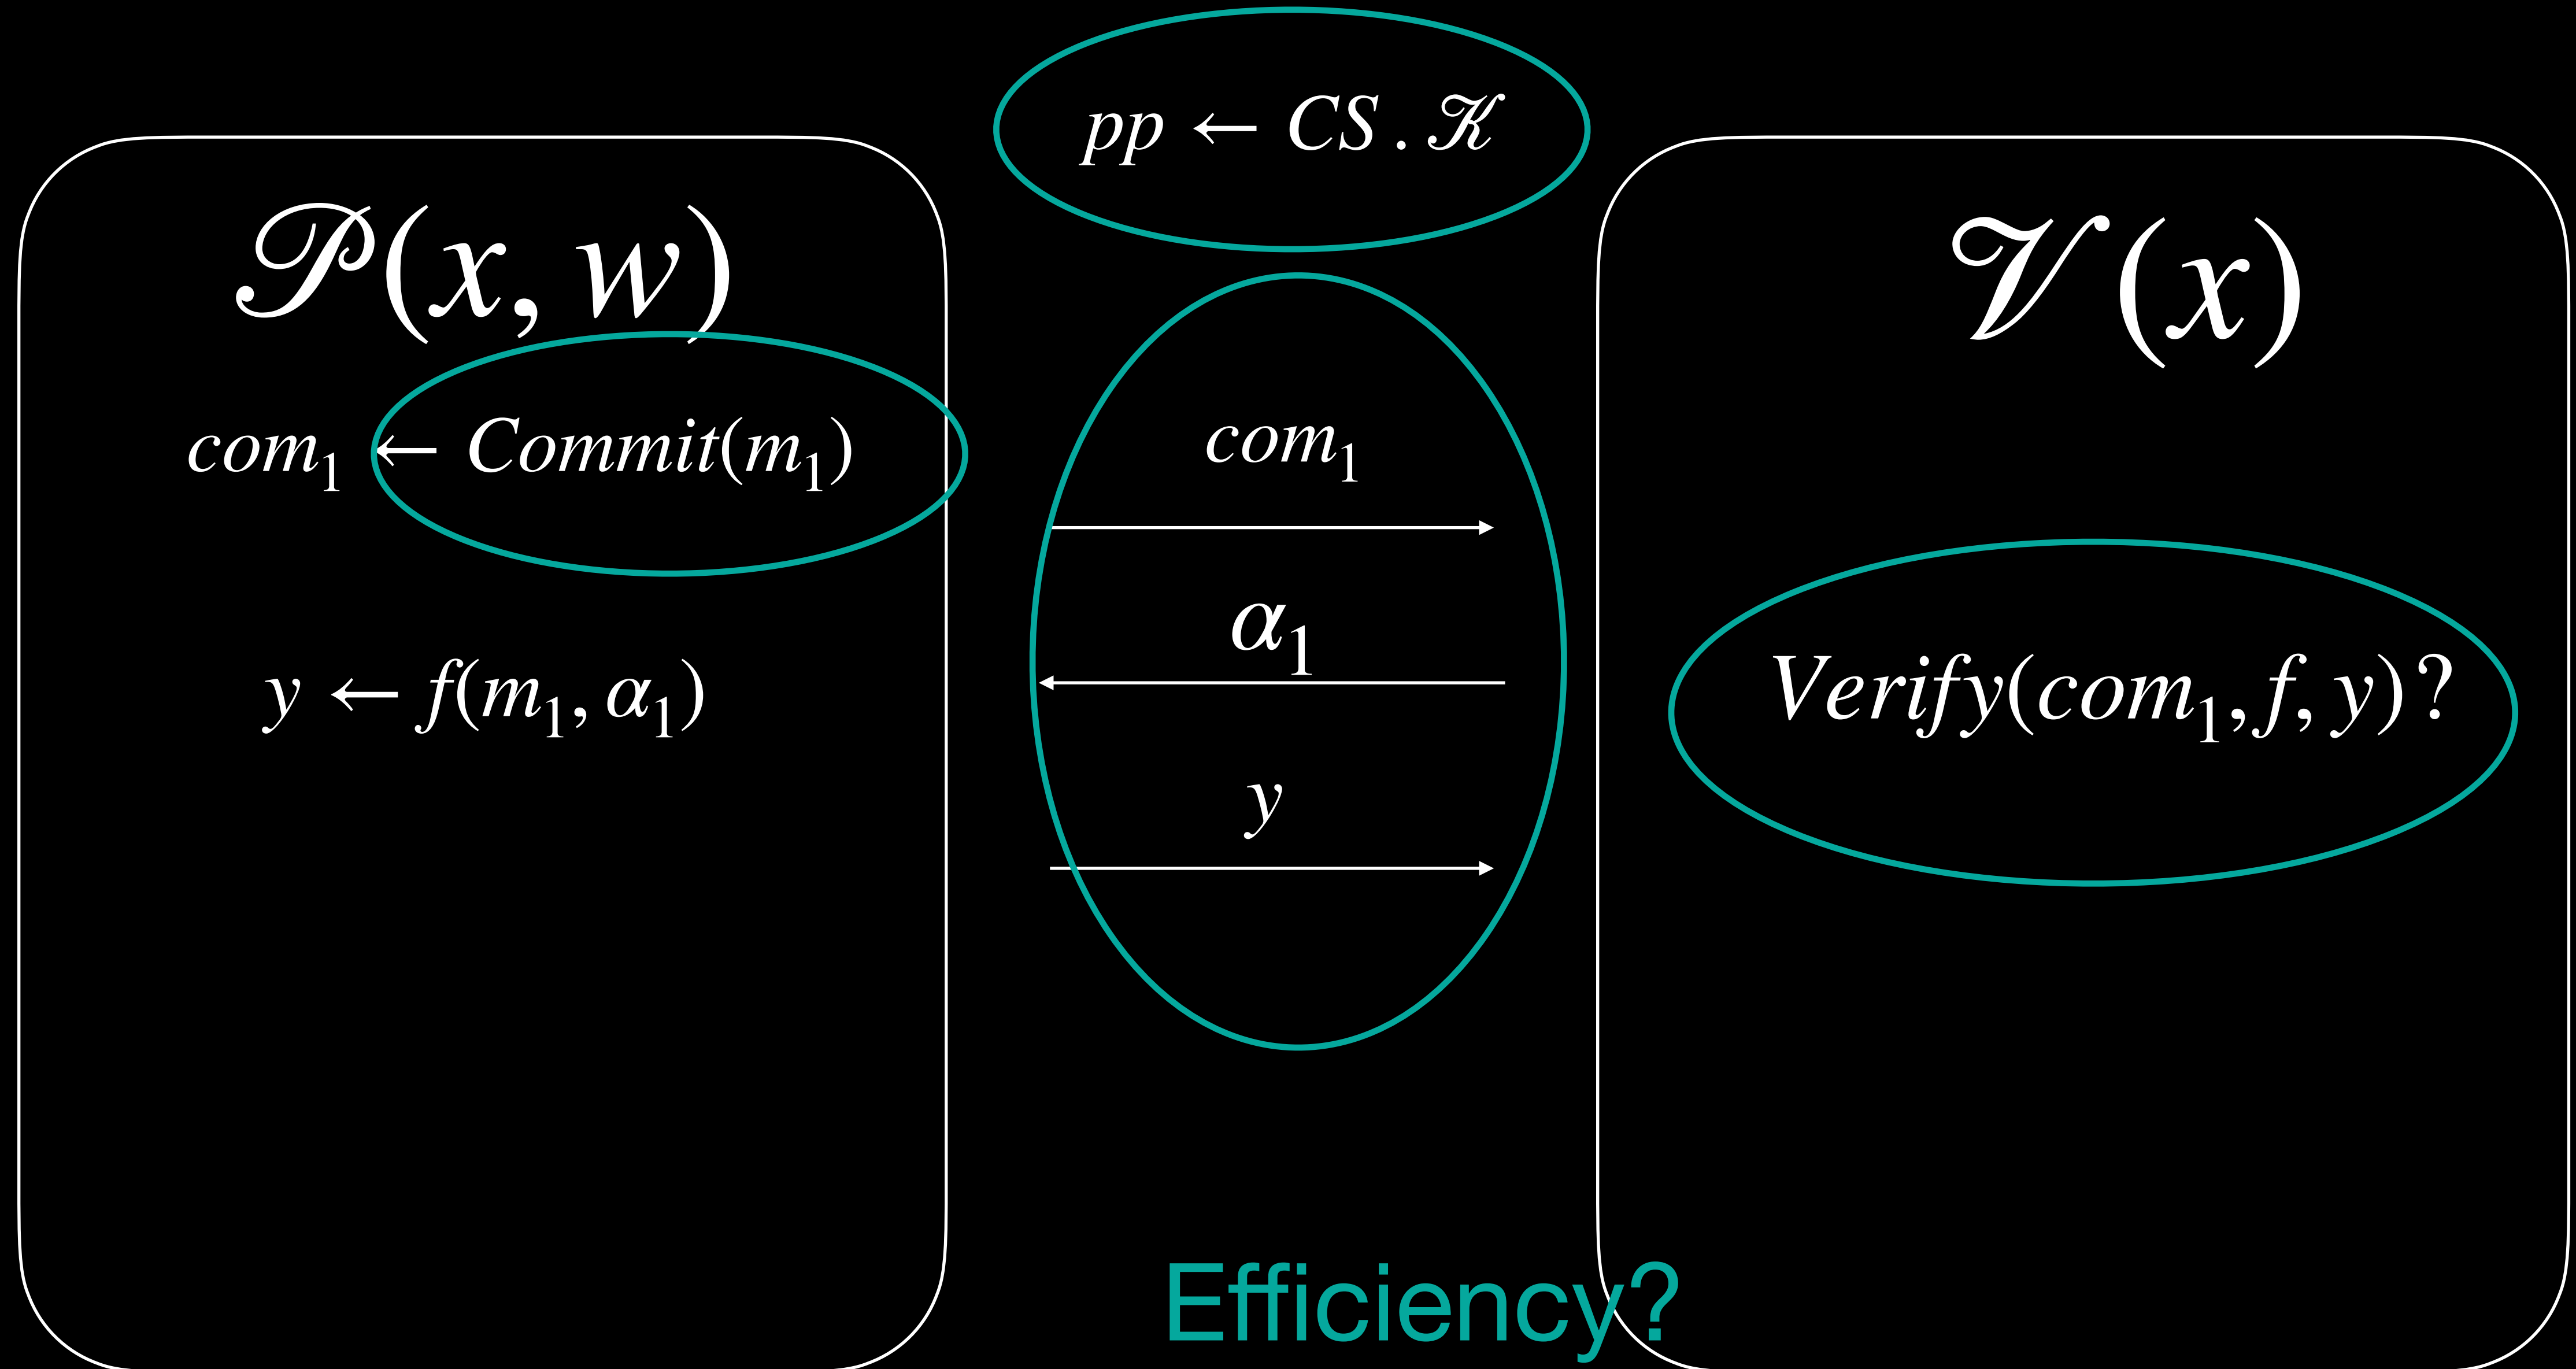 pp ← CS . 𝒦
𝒫(x, w)
com₁ ← Commit(m₁)
y ← f(m₁, α₁)
com₁
α₁
y
𝒱(x)
Verify(com₁, f, y)?
Efficiency?